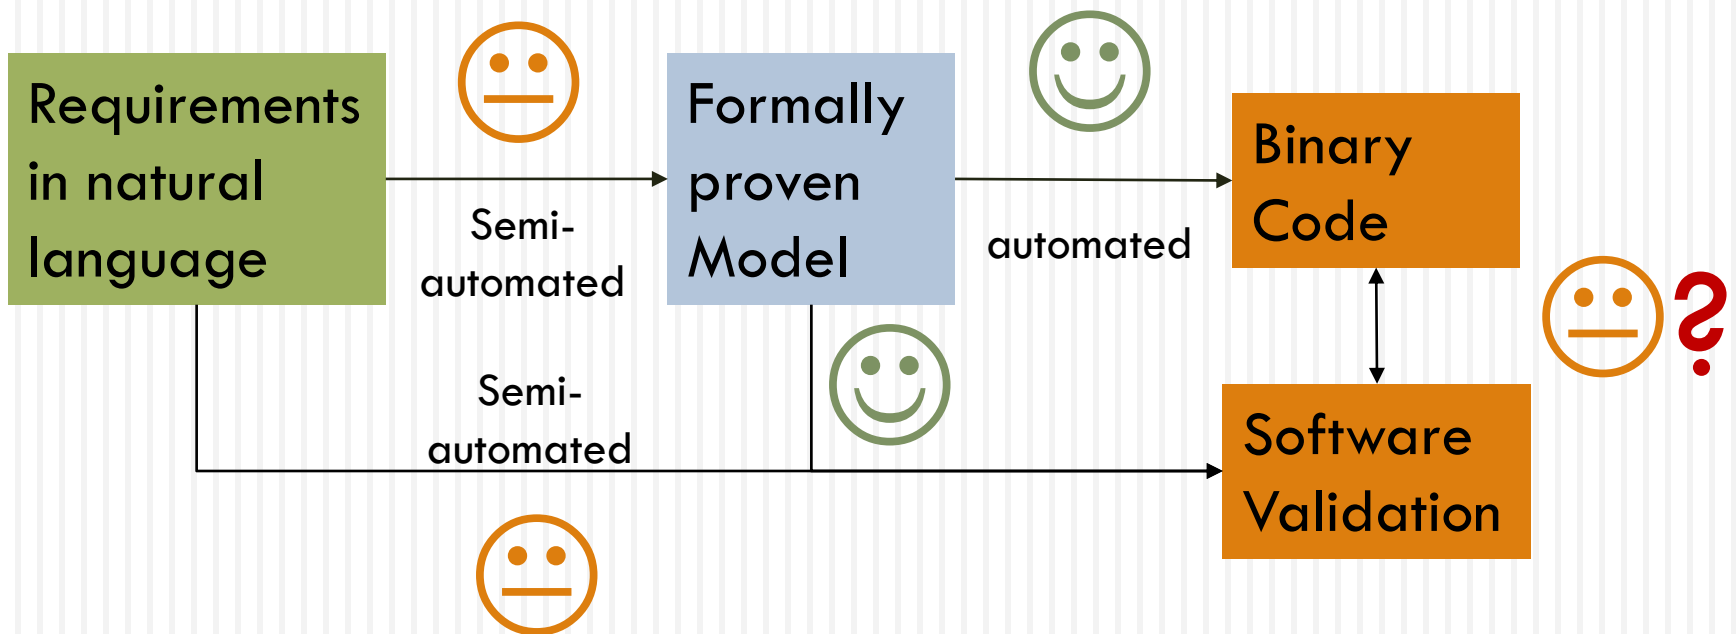 Requirements
in natural
language
Semi-
automated
Formally
proven
Model
automated
Binary
Code
?
Semi-
automated
Software
Validation